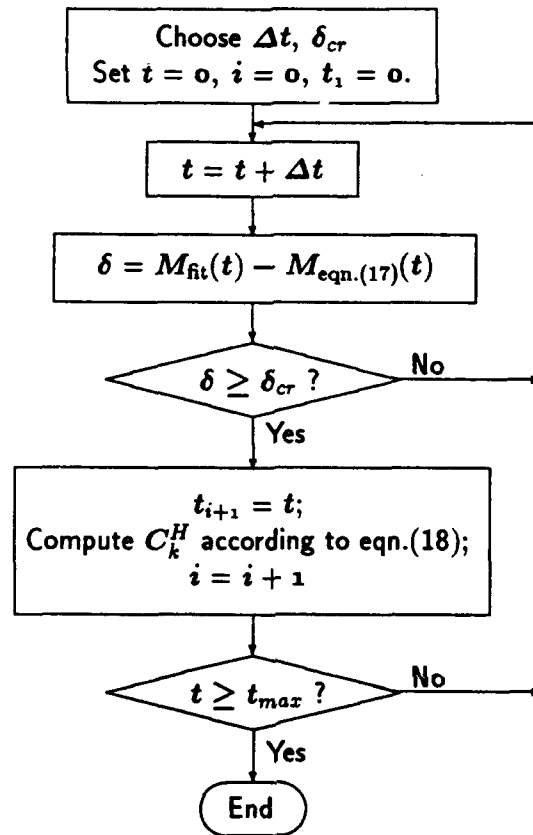 Choose Δt, δ_cr
Set t = 0, i = 0, t₁ = 0.
t = t + Δt
δ = M_fit(t) − M_eqn.(17)(t)
δ ≥ δ_cr ?
No
Yes
t_{i+1} = t;
Compute C_k^H according to eqn.(18);
i = i + 1
t ≥ t_max ?
No
Yes
End